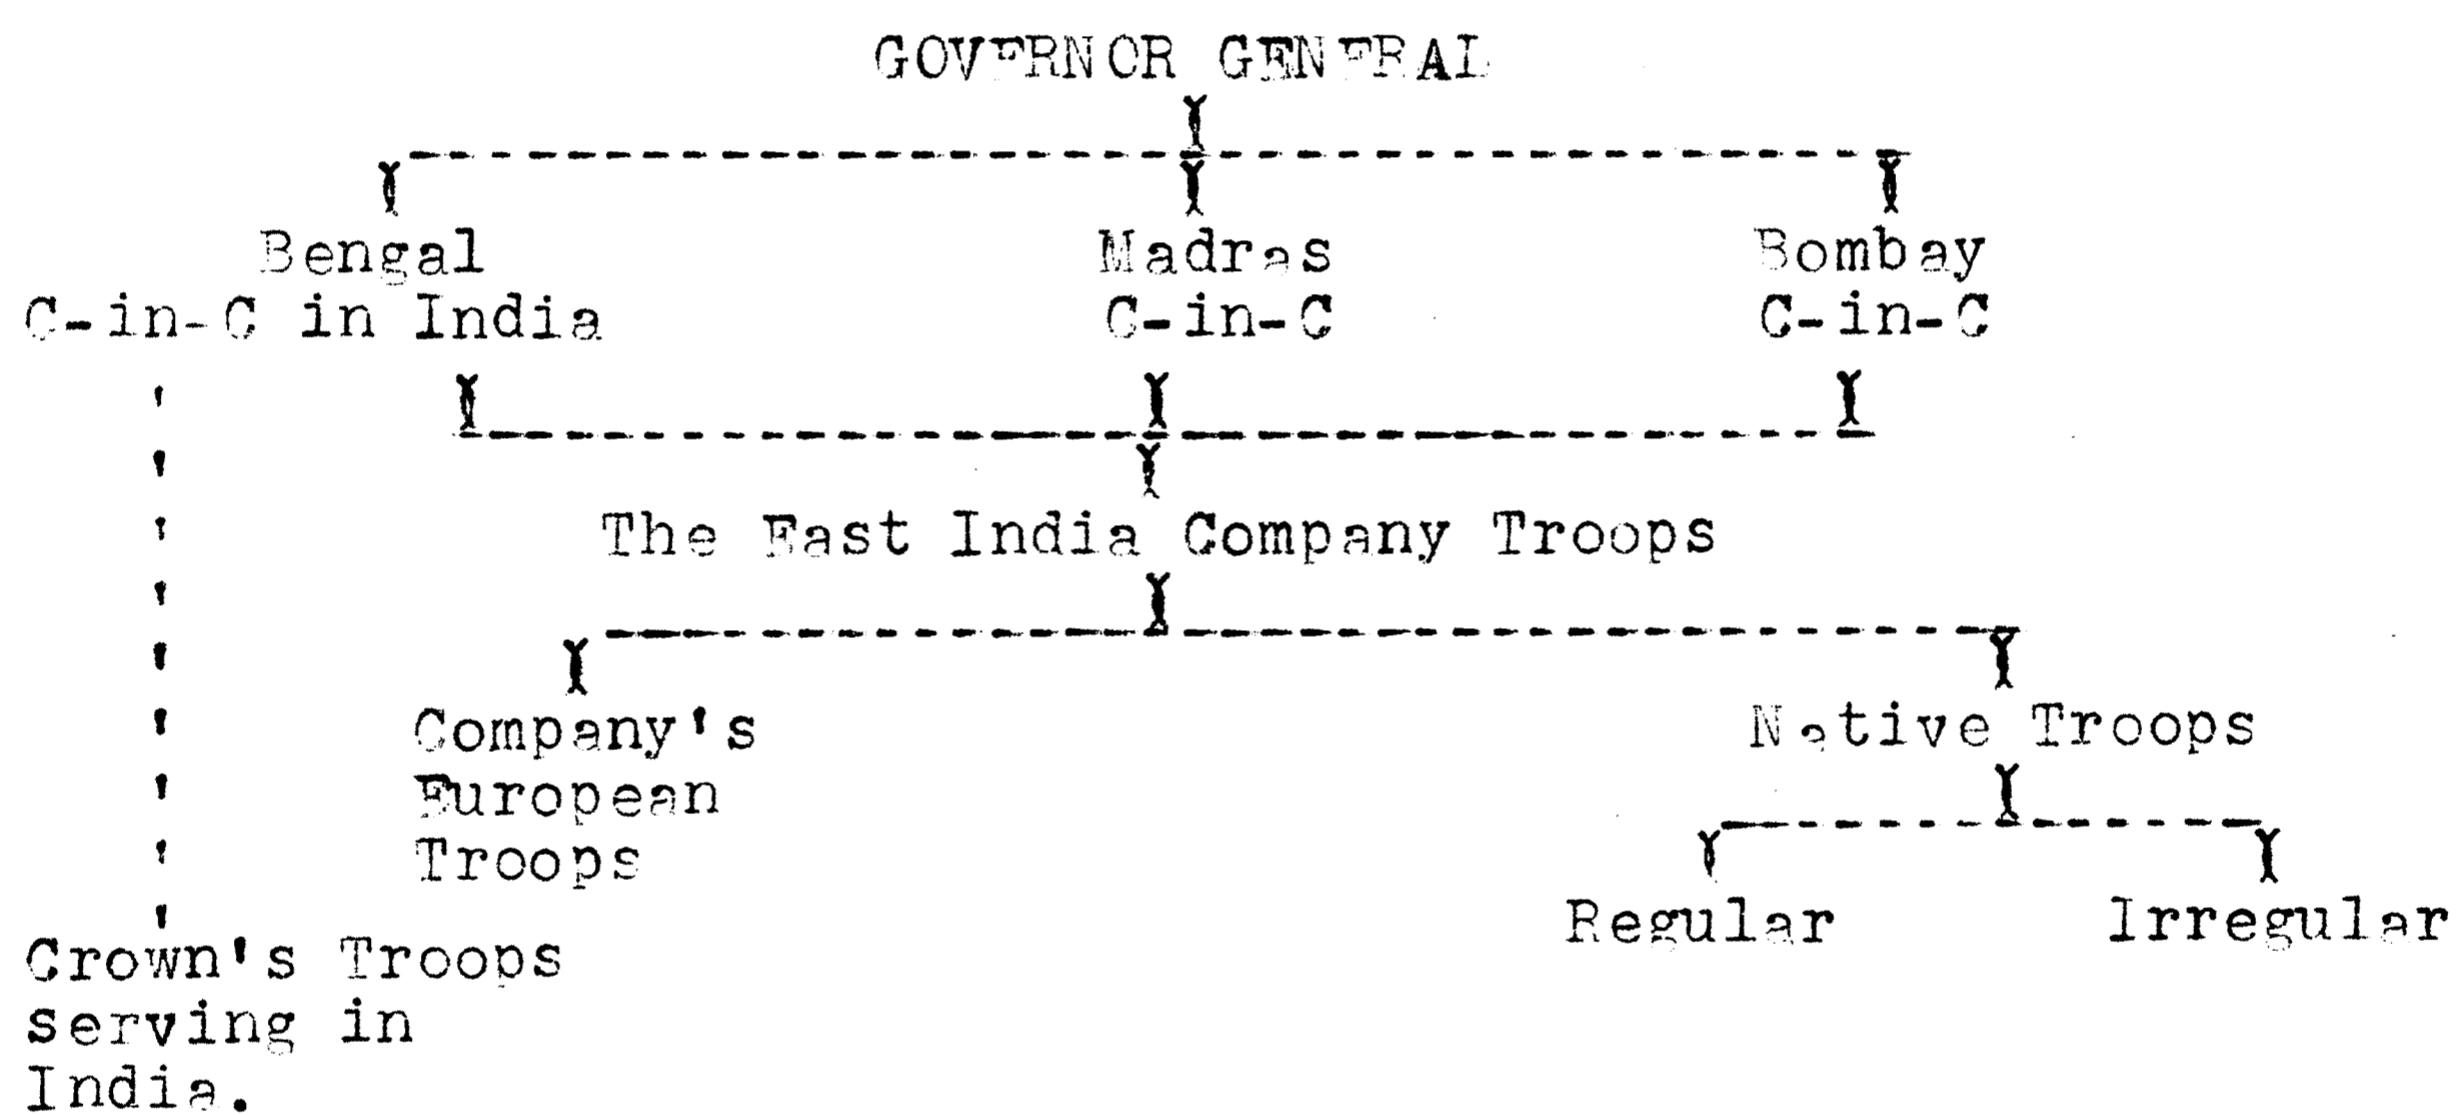 GOVERNOR GENERAL
Bengal Madras Bombay
C-in-C in India C-in-C C-in-C
The East India Company Troops
Company's Native Troops
European
Troops
Regular Irregular
Crown's Troops
serving in
India.